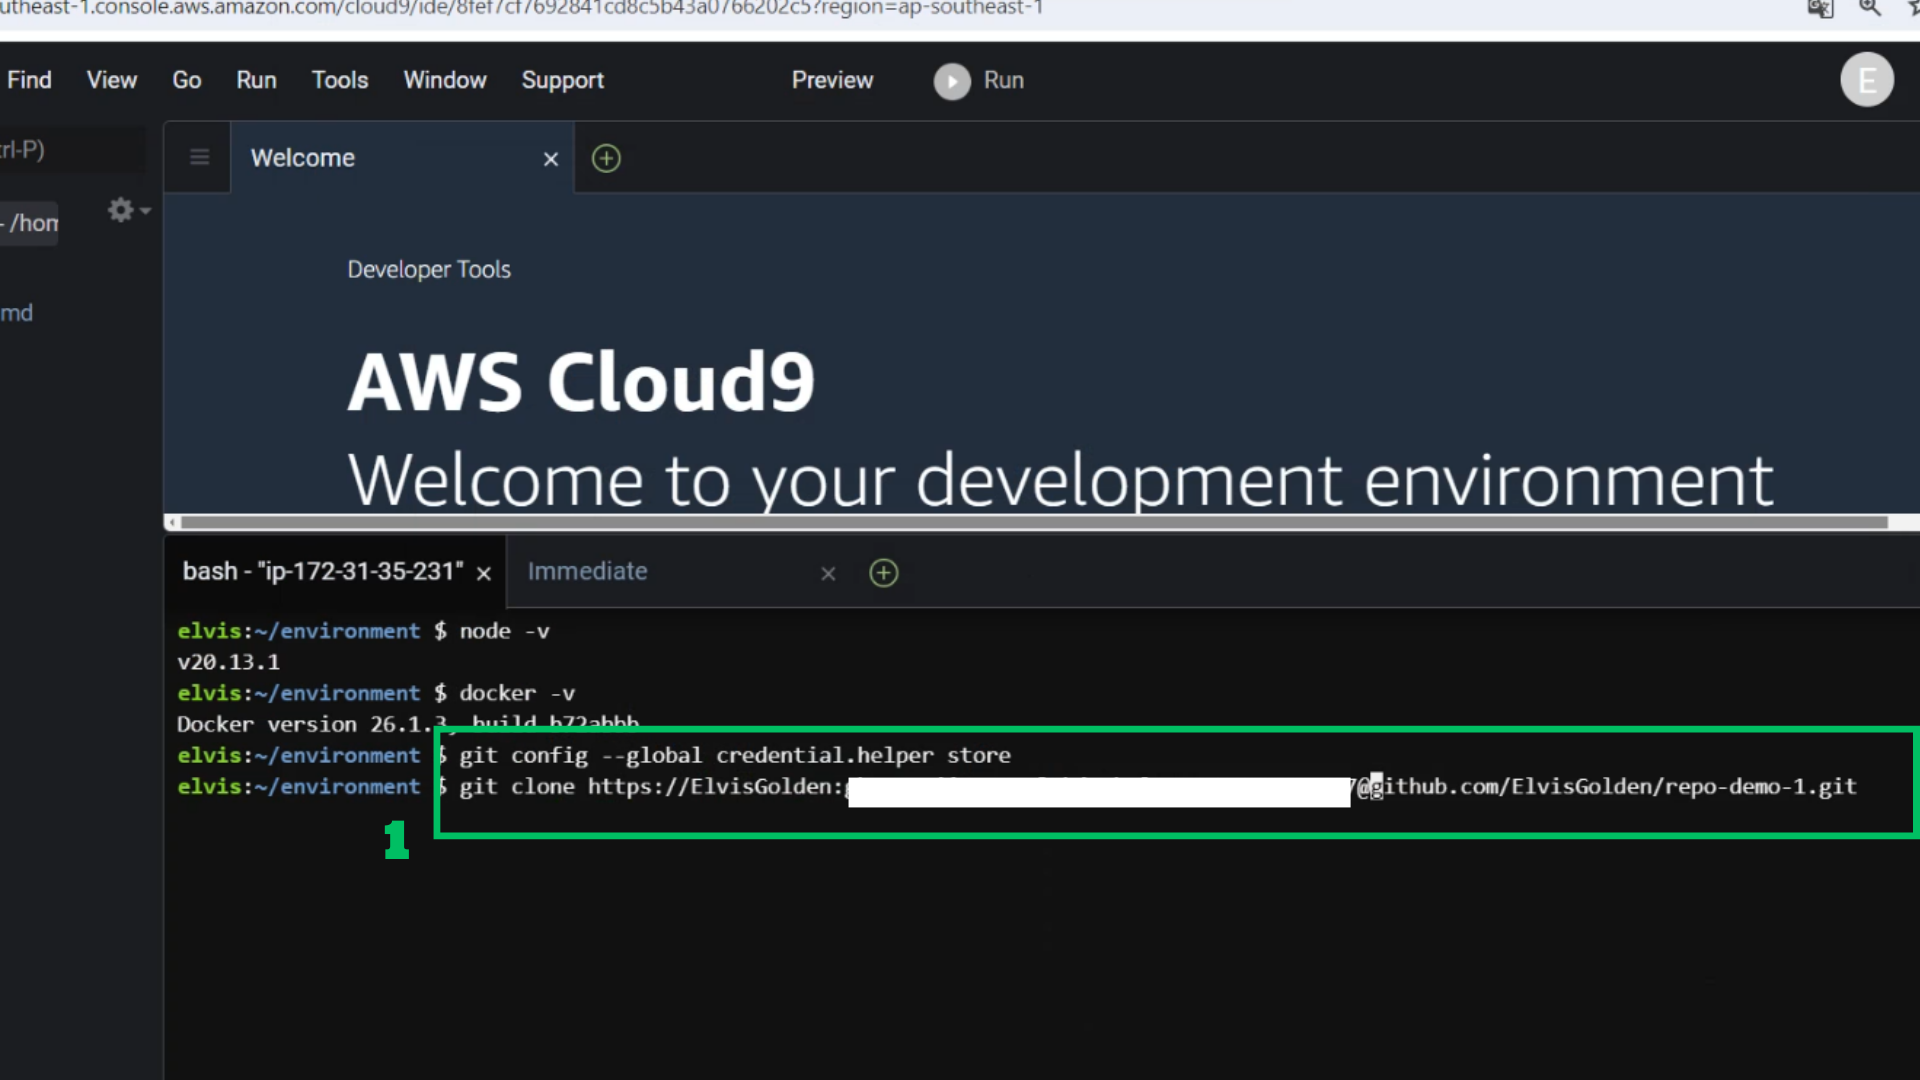 utheast-1.console.aws.amazon.com/cloud9/ide/8fef7cf7692841cd8c5b43a0766202c5?region=ap-southeast-1
Find View Go Run Tools Window Support Preview Run E
rl-P)
Welcome
- /hom
Developer Tools
md
AWS Cloud9
Welcome to your development environment
bash - "ip-172-31-35-231" Immediate
elvis:~/environment $ node -v
v20.13.1
elvis:~/environment $ docker -v
Docker version 26.1.3, build b72abbb
elvis:~/environment $ git config --global credential.helper store
elvis:~/environment $ git clone https://ElvisGolden:g 7@github.com/ElvisGolden/repo-demo-1.git
1